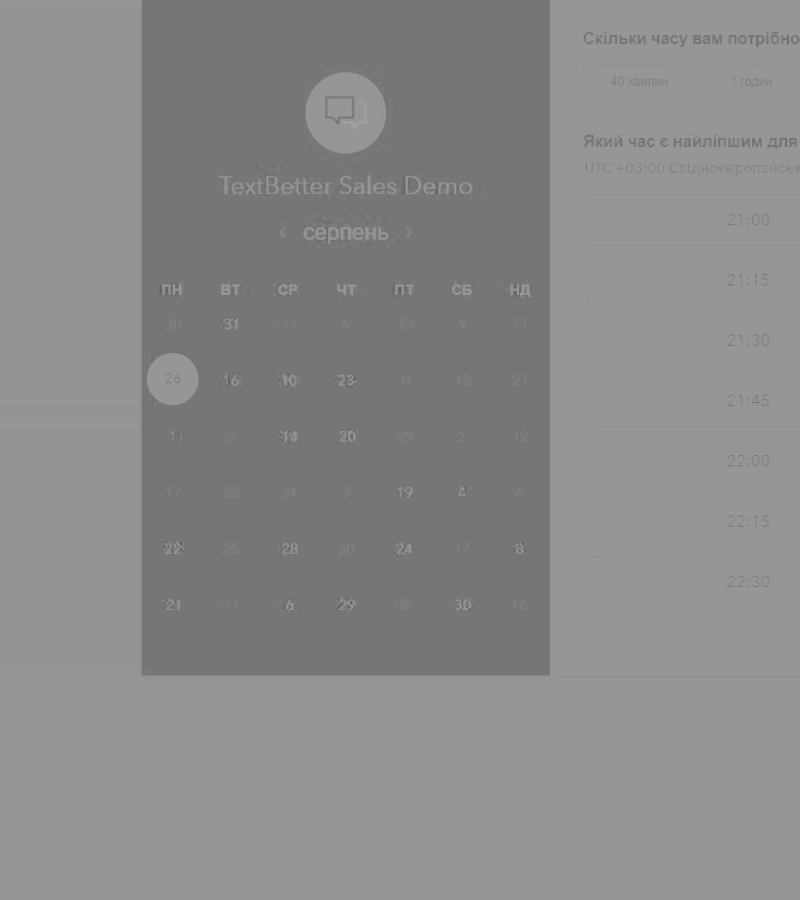 Скільки часу вам потрібно
40 хвилин 1 годин
TextBetter Sales Demo
серпень
Який час є найліпшим для
UTC +03:00 Східноєвропейськ
ПН ВТ СР ЧТ ПТ СБ НД
30 31 11 6 13 9 11
26 16 10 23 31 12 21
1 2 14 20 29 2 12
17 22 31 7 19 4 6
22 25 28 30 24 17 8
21 11 6 29 18 30 16
21:00
21:15
21:30
21:45
22:00
22:15
22:30